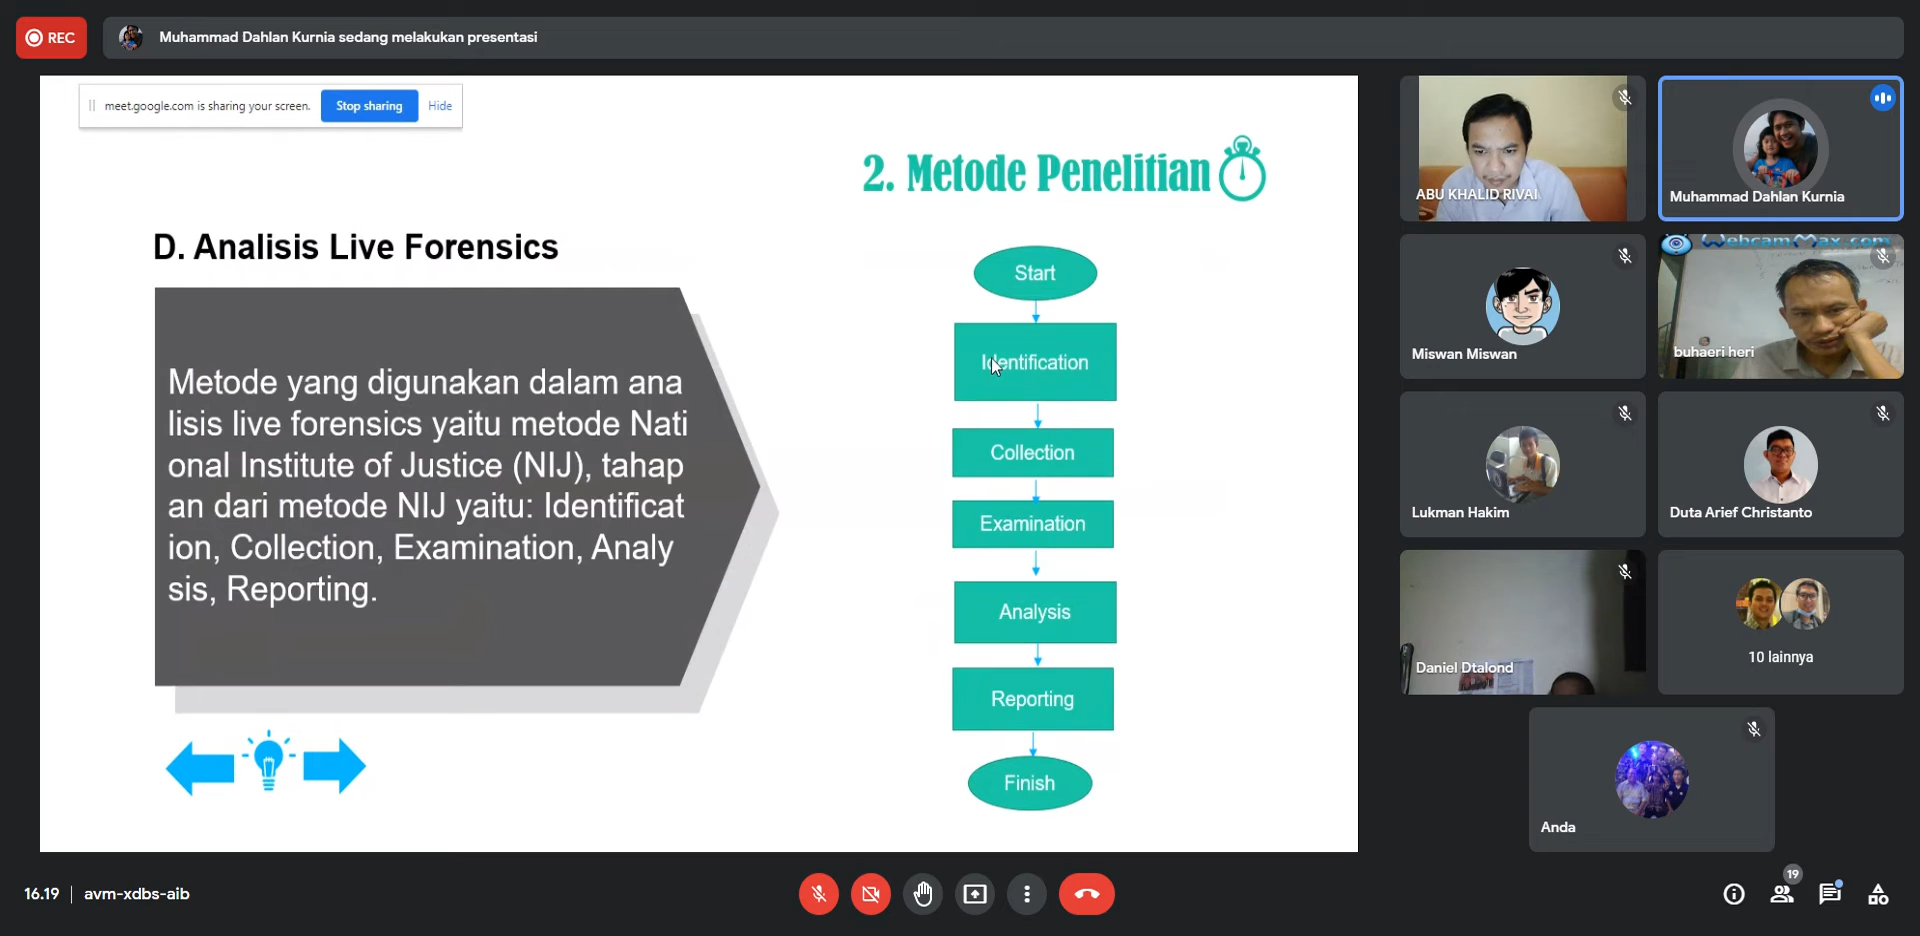 REC
Muhammad Dahlan Kurnia sedang melakukan presentasi
meet.google.com is sharing your screen.
Stop sharing
Hide
2. Metode Penelitian
D. Analisis Live Forensics
Metode yang digunakan dalam ana
lisis live forensics yaitu metode Nati
onal Institute of Justice (NIJ), tahap
an dari metode NIJ yaitu: Identificat
ion, Collection, Examination, Analy
sis, Reporting.
Start
Identification
Collection
Examination
Analysis
Reporting
Finish
ABU KHALID RIVAI
Muhammad Dahlan Kurnia
Miswan Miswan
WebcamMax.com
buhaeri heri
Lukman Hakim
Duta Arief Christanto
Daniel Dtalond
10 lainnya
Anda
16.19
avm-xdbs-aib
19